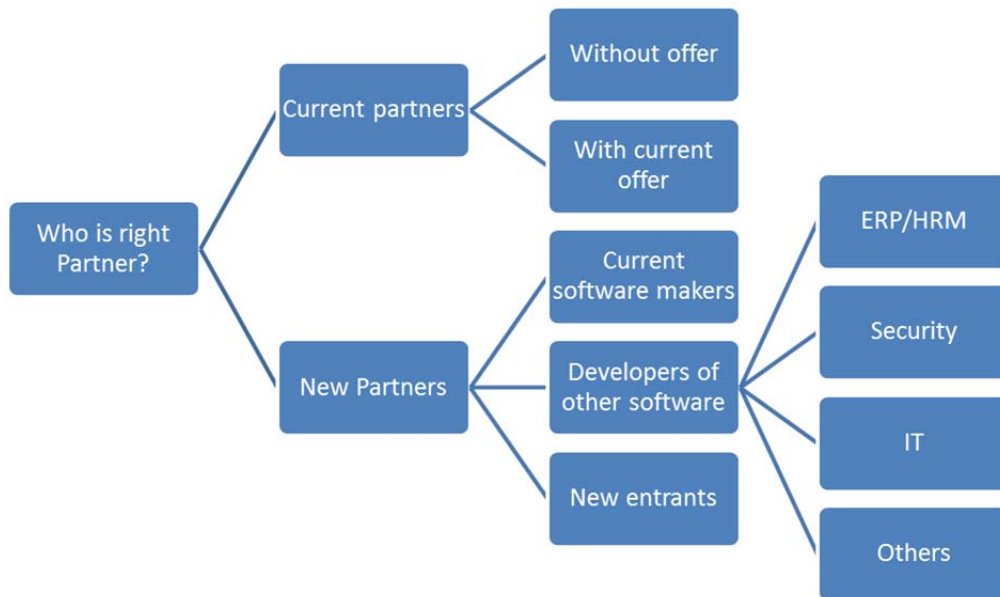 Who is right
Partner?
Current partners
Without offer
With current
offer
New Partners
Current
software makers
Developers of
other software
ERP/HRM
Security
IT
Others
New entrants